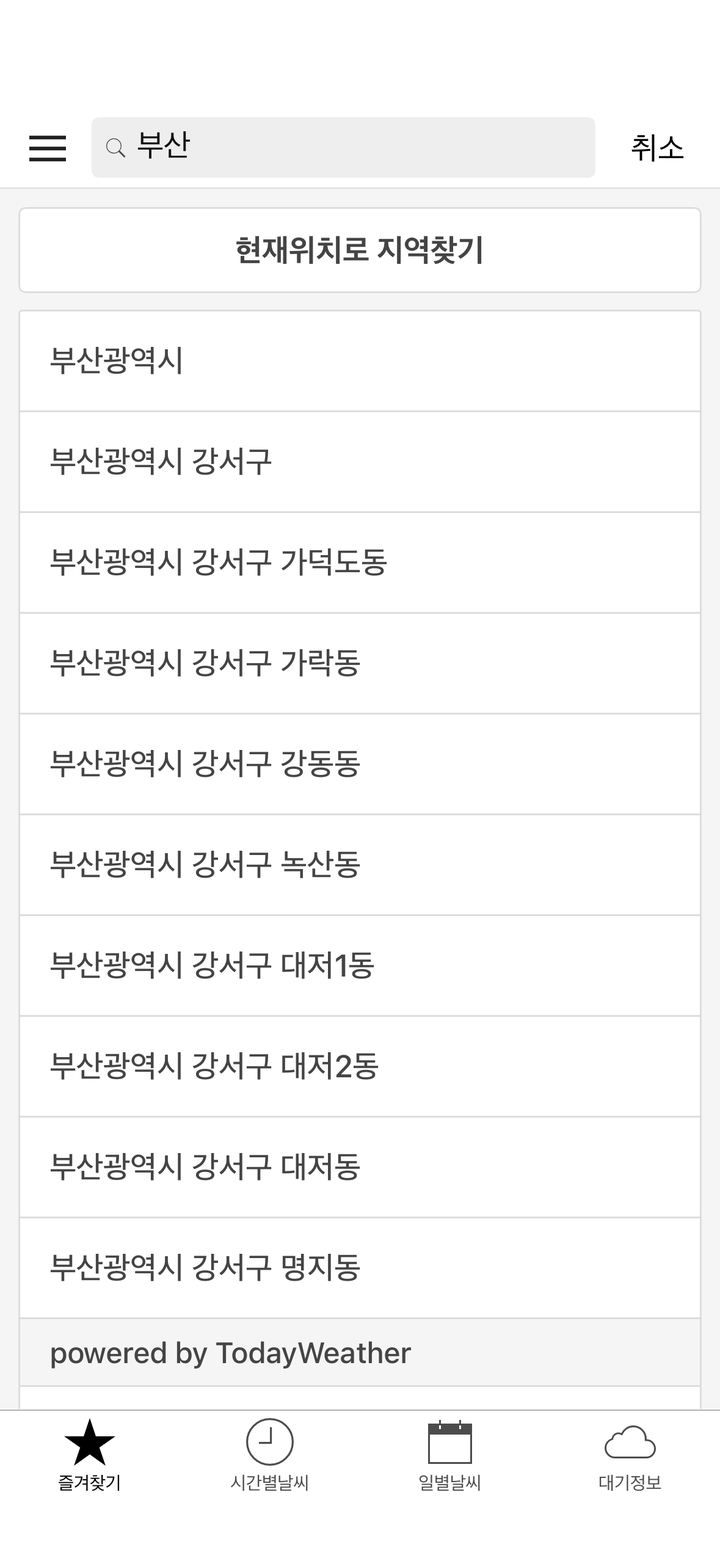 부산
취소
현재위치로 지역찾기
부산광역시
부산광역시 강서구
부산광역시 강서구 가덕도동
부산광역시 강서구 가락동
부산광역시 강서구 강동동
부산광역시 강서구 녹산동
부산광역시 강서구 대저1동
부산광역시 강서구 대저2동
부산광역시 강서구 대저동
부산광역시 강서구 명지동
powered by TodayWeather
즐겨찾기
시간별날씨
일별날씨
대기정보